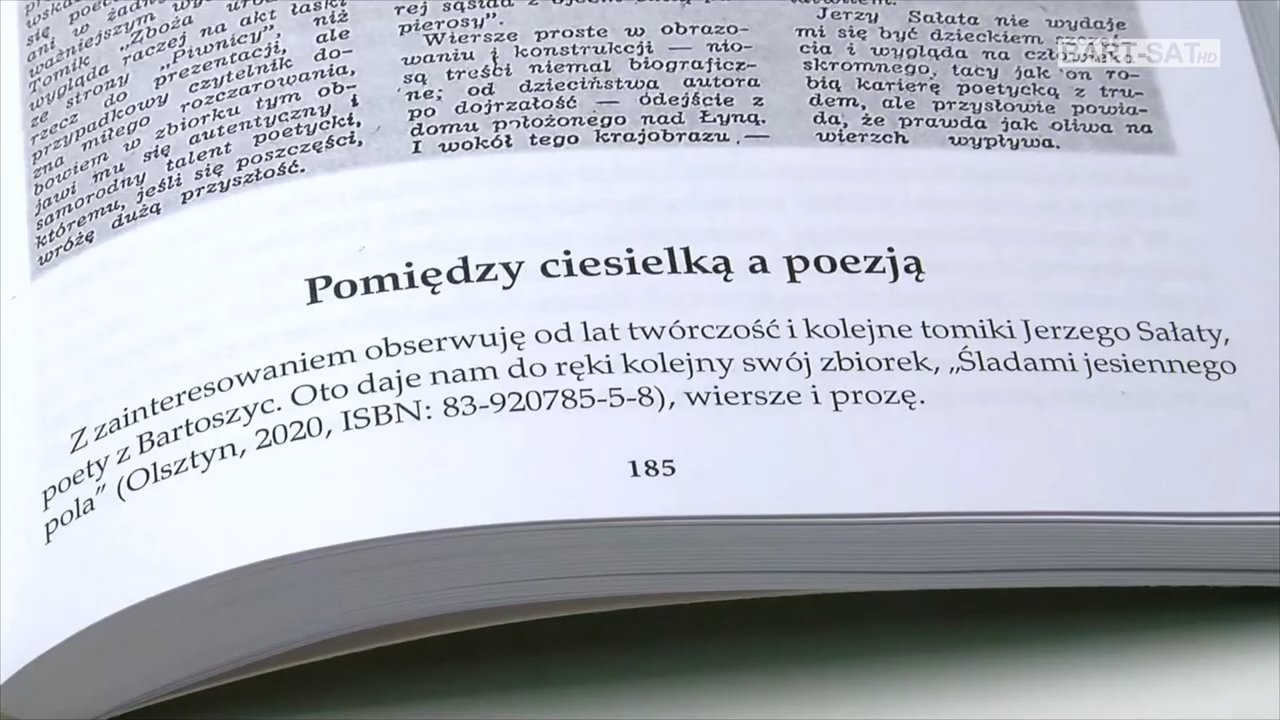 ważniejszym
Tomik „Zboża
wygląda raczej na akt łaski
ze strony „Piwnicy”, niż
rzecz do prezentacji, ale
przypadkowy czytelnik do-
zna miłego rozczarowania,
bowiem w zbiorku tym ob-
jawi mu się autentyczny i
samorodny talent poetycki,
któremu, jeśli się poszczęści,
wróżę dużą przyszłość.
rej sąsiad z
pierosy”.
Wiersze proste w obrazo-
waniu i konstrukcji — nio-
są treści niemal biograficz-
ne; od dzieciństwa autora
po dojrzałość — odejście z
domu położonego nad Łyną.
I wokół tego krajobrazu —
Jerzy Sałata nie wydaje
mi się być dzieckiem
cia i wygląda na
skromnego, tacy jak on ro-
bią karierę poetycką z tru-
dem, ale przysłowie powia-
da, że prawda jak oliwa na
wierzch wypływa.
BART-SAT HD
Pomiędzy ciesielką a poezją
Z zainteresowaniem obserwuję od lat twórczość i kolejne tomiki Jerzego Sałaty,
poety z Bartoszyc. Oto daje nam do ręki kolejny swój zbiorek, „Śladami jesiennego
pola” (Olsztyn, 2020, ISBN: 83-920785-5-8), wiersze i prozę.
185